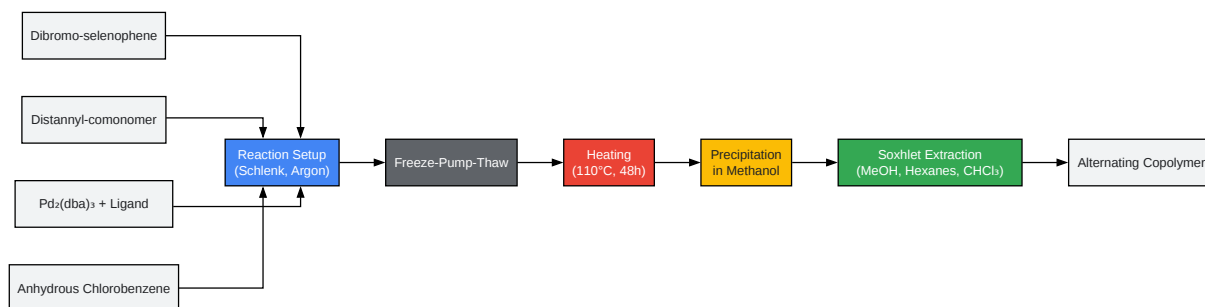 Dibromo-selenophene
Distannyl-comonomer
Pd₂(dba)₃ + Ligand
Anhydrous Chlorobenzene
Reaction Setup
(Schlenk, Argon)
Freeze-Pump-Thaw
Heating
(110°C, 48h)
Precipitation
in Methanol
Soxhlet Extraction
(MeOH, Hexanes, CHCl₃)
Alternating Copolymer